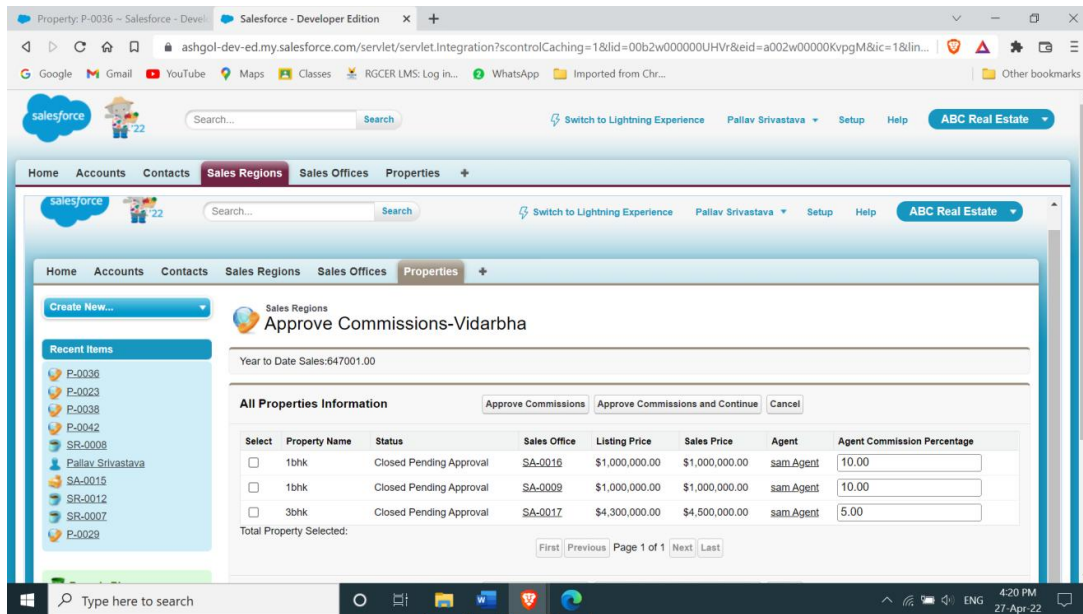 Property: P-0036 ~ Salesforce - Devel
Salesforce - Developer Edition
ashgol-dev-ed.my.salesforce.com/servlet/servlet.Integration?scontrolCaching=1&lid=00b2w000000UHVr&eid=a002w00000KvpgM&ic=1&lin...
Google Gmail YouTube Maps Classes RGCER LMS: Log in... WhatsApp Imported from Chr... Other bookmarks
salesforce '22 Search... Search Switch to Lightning Experience Pallav Srivastava Setup Help ABC Real Estate
Home Accounts Contacts Sales Regions Sales Offices Properties +
salesforce '22 Search... Search Switch to Lightning Experience Pallav Srivastava Setup Help ABC Real Estate
Home Accounts Contacts Sales Regions Sales Offices Properties +
Create New...
Recent Items
P-0036
P-0023
P-0038
P-0042
SR-0008
Pallav Srivastava
SA-0015
SR-0012
SR-0007
P-0029
Sales Regions
Approve Commissions-Vidarbha
Year to Date Sales:647001.00
All Properties Information Approve Commissions Approve Commissions and Continue Cancel
Select Property Name Status Sales Office Listing Price Sales Price Agent Agent Commission Percentage
1bhk Closed Pending Approval SA-0016 $1,000,000.00 $1,000,000.00 sam Agent 10.00
1bhk Closed Pending Approval SA-0009 $1,000,000.00 $1,000,000.00 sam Agent 10.00
3bhk Closed Pending Approval SA-0017 $4,300,000.00 $4,500,000.00 sam Agent 5.00
Total Property Selected:
First Previous Page 1 of 1 Next Last
Type here to search
ENG
4:20 PM
27-Apr-22